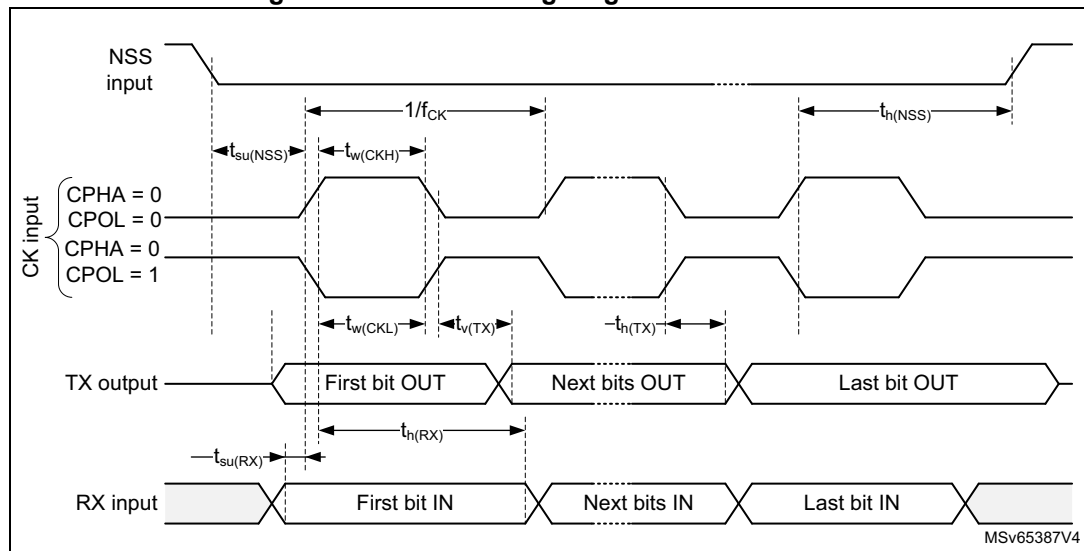 NSS
input
1/fCK
th(NSS)
tsu(NSS)
tw(CKH)
CK input
CPHA = 0
CPOL = 0
CPHA = 0
CPOL = 1
tw(CKL)
tv(TX)
th(TX)
TX output
First bit OUT
Next bits OUT
Last bit OUT
th(RX)
tsu(RX)
RX input
First bit IN
Next bits IN
Last bit IN
MSv65387V4